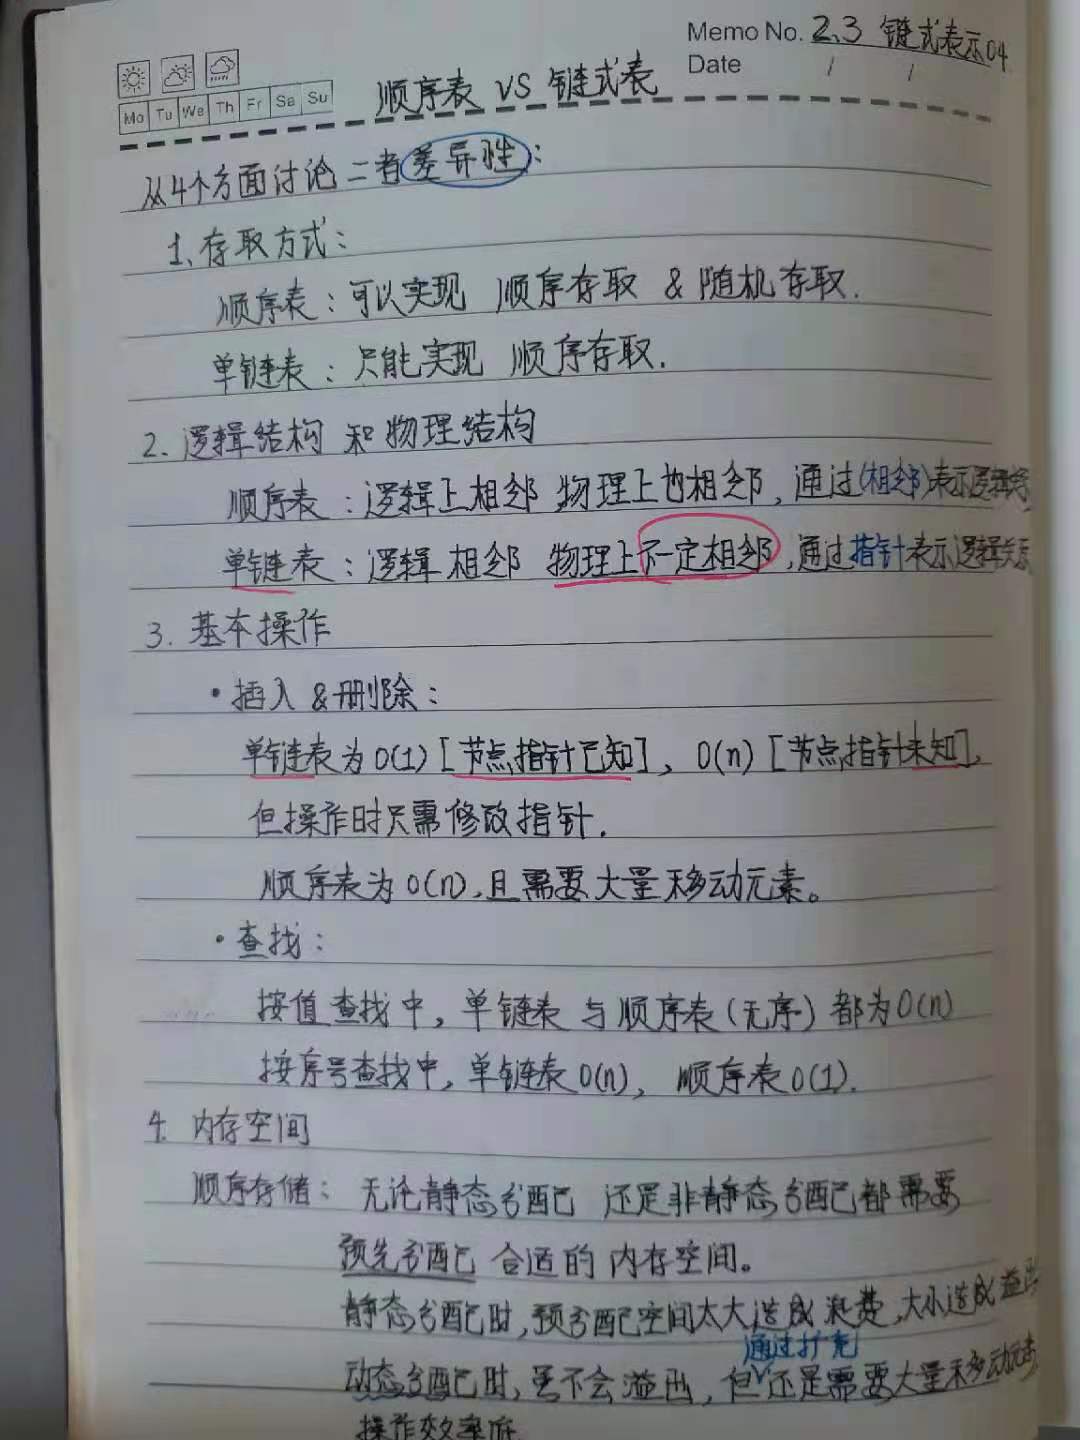 Memo No. 2.3 链式表示04
Date / /
Mo Tu We Th Fr Sa Su
顺序表 VS 链式表
从4个方面讨论二者差异性：
1、存取方式：
顺序表：可以实现 顺序存取 & 随机存取.
单链表：只能实现 顺序存取.
2. 逻辑结构 和 物理结构
顺序表：逻辑上相邻 物理上也相邻，通过(相邻)表示逻辑
单链表：逻辑相邻 物理上不一定相邻，通过指针表示逻辑关系
3. 基本操作
·插入 & 删除：
单链表为O(1) [节点指针已知]，O(n) [节点指针未知]，
但操作时只需修改指针.
顺序表为O(n)，且需要大量移动元素。
·查找：
按值查找中，单链表与顺序表(无序)都为O(n)
按序号查找中，单链表O(n)，顺序表O(1).
4. 内存空间
顺序存储：无论静态分配 还是非静态分配都需要
预先分配 合适的内存空间。
静态分配时，预分配空间太大造成浪费，太小造成溢出
通过扩充
动态分配时，虽不会溢出，但还是需要大量移动元素
操作效率低